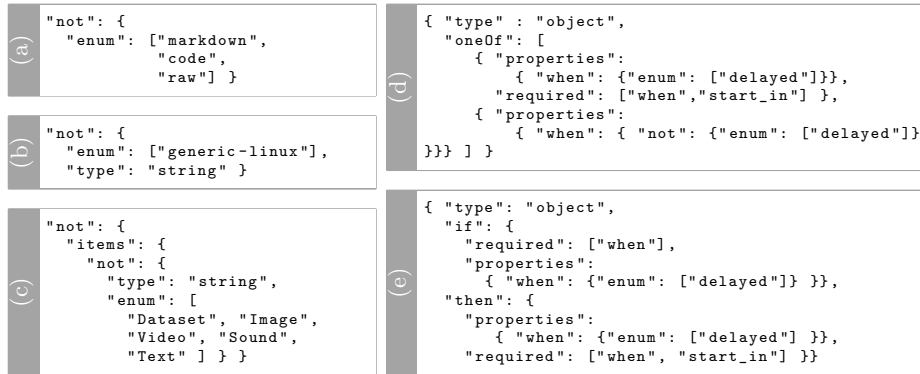 (a)
"not": {
  "enum": ["markdown",
           "code",
           "raw"] }
(b)
"not": {
  "enum": ["generic-linux"],
  "type": "string" }
(c)
"not": {
  "items": {
    "not": {
      "type": "string",
      "enum": [
        "Dataset", "Image",
        "Video", "Sound",
        "Text" ] } }
(d)
{ "type" : "object",
  "oneOf": [
    { "properties":
        { "when": {"enum": ["delayed"]}},
      "required": ["when","start_in"] },
    { "properties":
        { "when": { "not": {"enum": ["delayed"]}
}}} ] }
(e)
{ "type": "object",
  "if": {
    "required": ["when"],
    "properties":
      { "when": {"enum": ["delayed"]} }},
  "then": {
    "properties":
      { "when": {"enum": ["delayed"] }},
    "required": ["when", "start_in"] }}